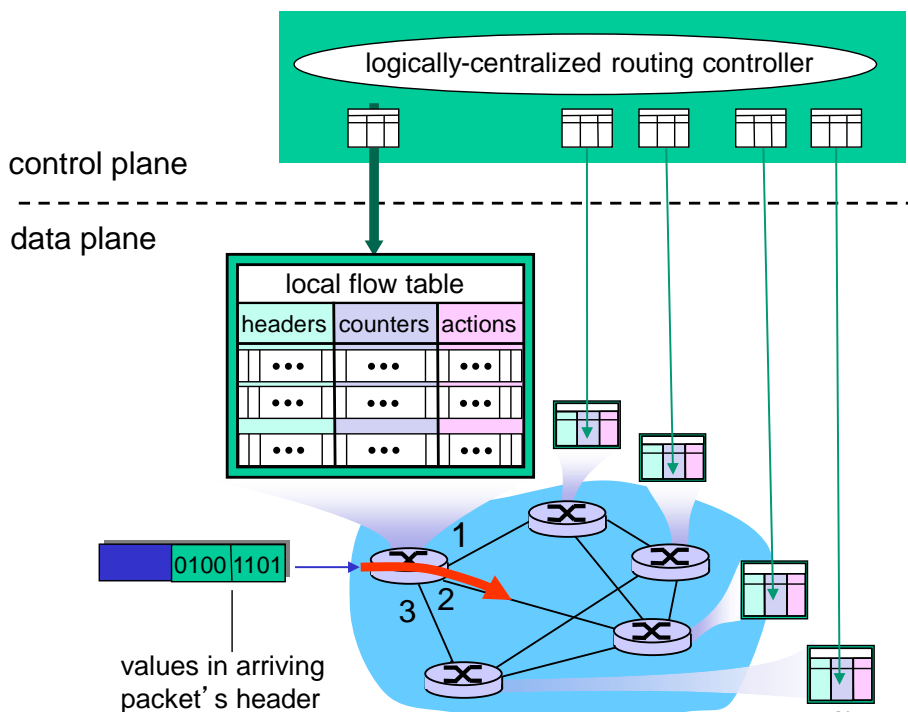 logically-centralized routing controller
control plane
data plane
local flow table
headers counters actions
1
2
3
0100 1101
values in arriving
packet’s header